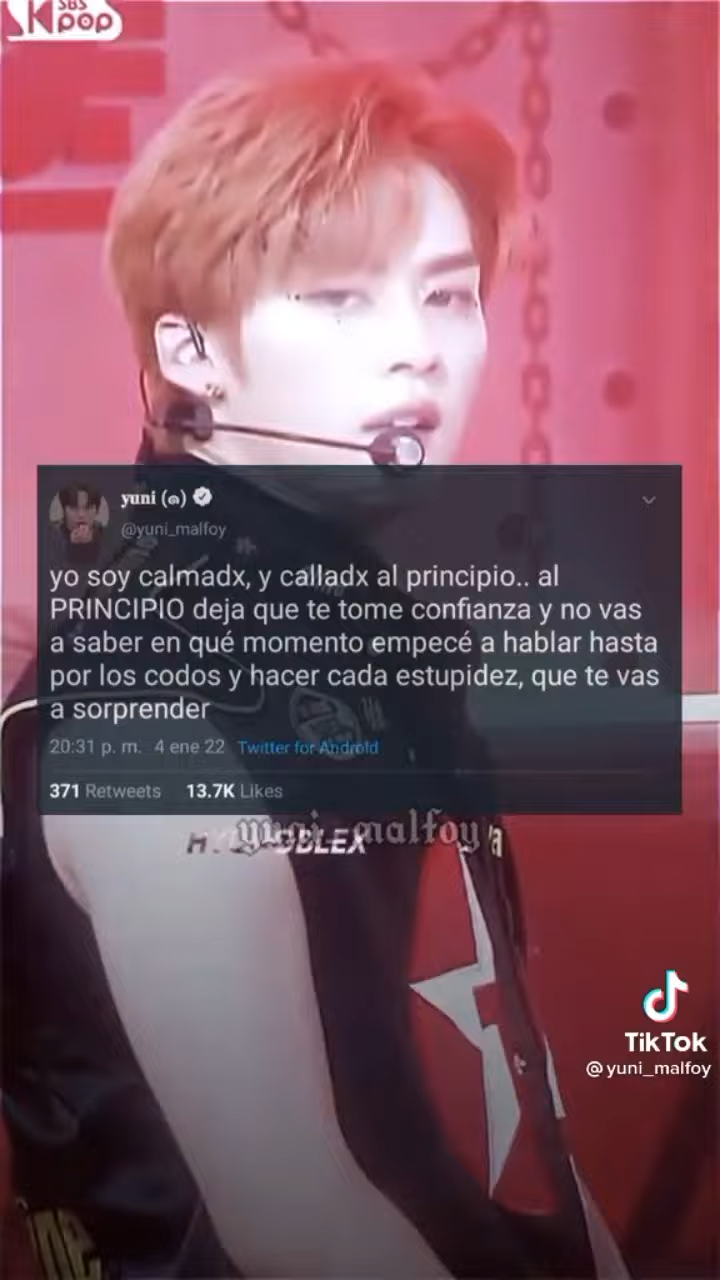 SBS
Kpop
yuni
@yuni_malfoy
yo soy calmadx, y calladx al principio.. al
PRINCIPIO deja que te tome confianza y no vas
a saber en qué momento empecé a hablar hasta
por los codos y hacer cada estupidez, que te vas
a sorprender
20:31 p. m. 4 ene 22 Twitter for Android
371 Retweets 13.7K Likes
yuni_malfoy
TikTok
@yuni_malfoy